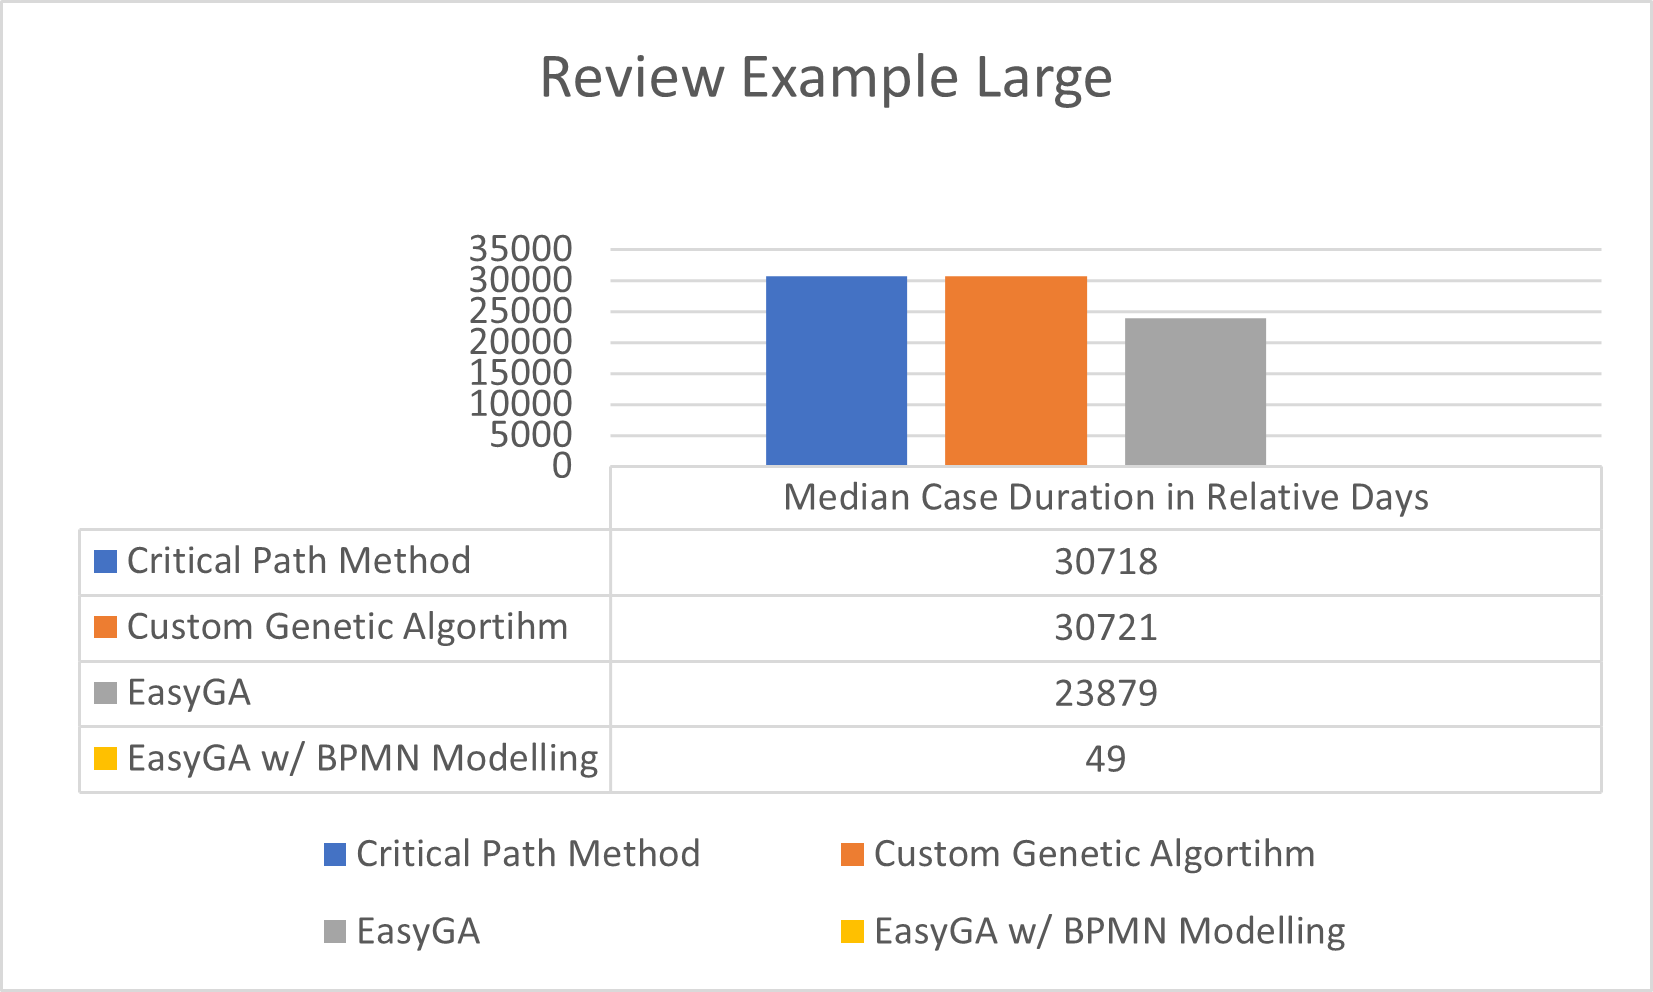 Review Example Large
35000
30000
25000
20000
15000
10000
5000
0
Median Case Duration in Relative Days
Critical Path Method 30718
Custom Genetic Algortihm 30721
EasyGA 23879
EasyGA w/ BPMN Modelling 49
Critical Path Method Custom Genetic Algortihm
EasyGA EasyGA w/ BPMN Modelling